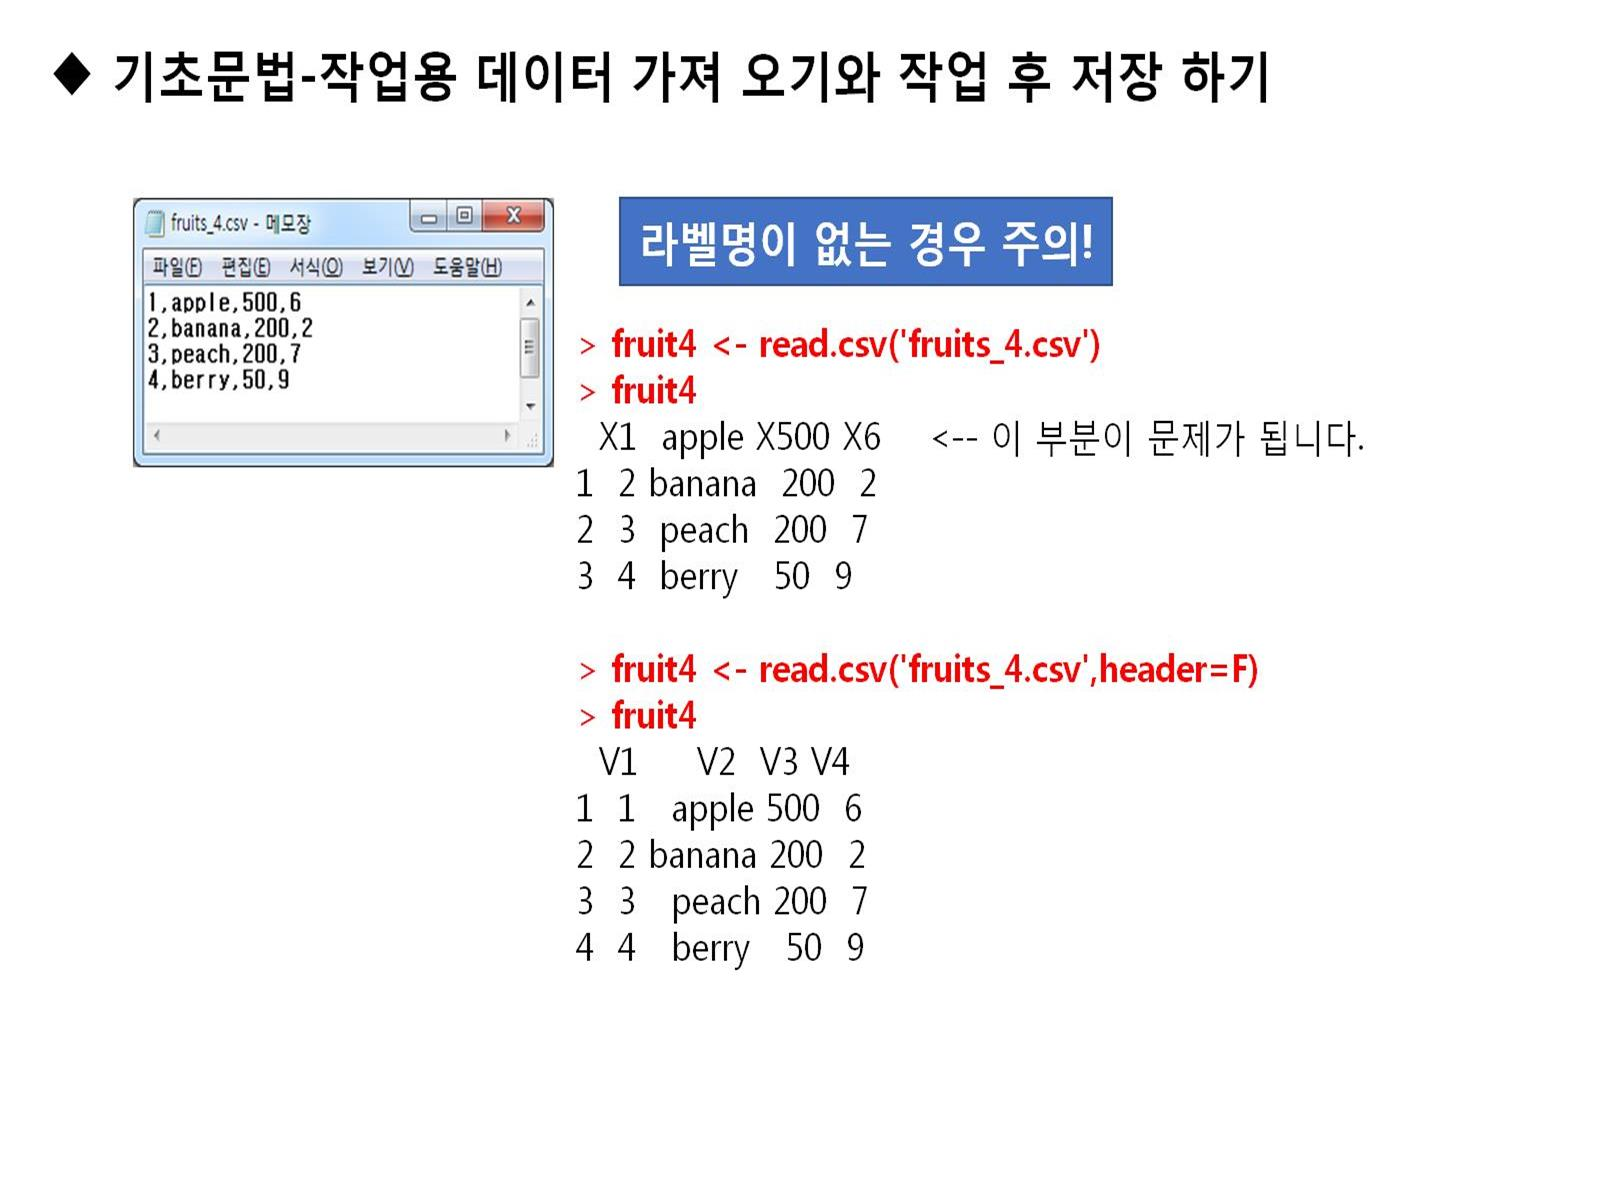 ◆ 기초문법-작업용 데이터 가져 오기와 작업 후 저장 하기
fruits_4.csv - 메모장
파일(F) 편집(E) 서식(O) 보기(V) 도움말(H)
1,apple,500,6
2,banana,200,2
3,peach,200,7
4,berry,50,9
라벨명이 없는 경우 주의!
> fruit4 <- read.csv('fruits_4.csv')
> fruit4
X1 apple X500 X6 <-- 이 부분이 문제가 됩니다.
1 2 banana 200 2
2 3 peach 200 7
3 4 berry 50 9
> fruit4 <- read.csv('fruits_4.csv',header=F)
> fruit4
V1 V2 V3 V4
1 1 apple 500 6
2 2 banana 200 2
3 3 peach 200 7
4 4 berry 50 9